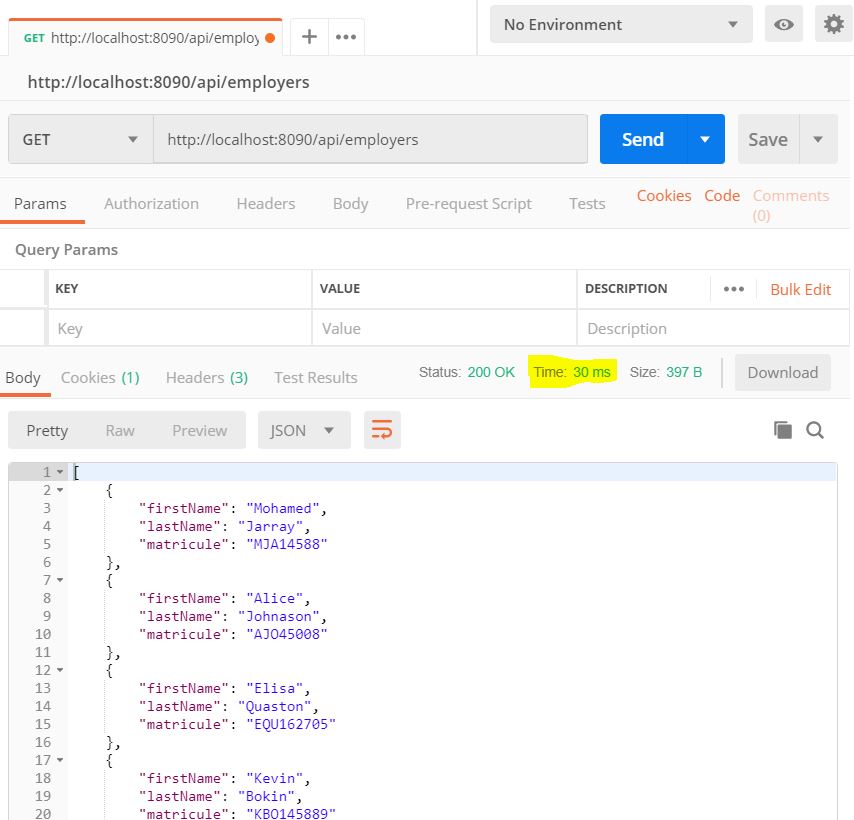 GET http://localhost:8090/api/employ
No Environment
http://localhost:8090/api/employers
GET http://localhost:8090/api/employers Send Save
Params Authorization Headers Body Pre-request Script Tests Cookies Code Comments (0)
Query Params
KEY VALUE DESCRIPTION ••• Bulk Edit
Key Value Description
Body Cookies (1) Headers (3) Test Results Status: 200 OK Time: 30 ms Size: 397 B Download
Pretty Raw Preview JSON
1 [
2 {
3 "firstName": "Mohamed",
4 "lastName": "Jarray",
5 "matricule": "MJA14588"
6 },
7 {
8 "firstName": "Alice",
9 "lastName": "Johnason",
10 "matricule": "AJO45008"
11 },
12 {
13 "firstName": "Elisa",
14 "lastName": "Quaston",
15 "matricule": "EQU162705"
16 },
17 {
18 "firstName": "Kevin",
19 "lastName": "Bokin",
20 "matricule": "KBO145889"